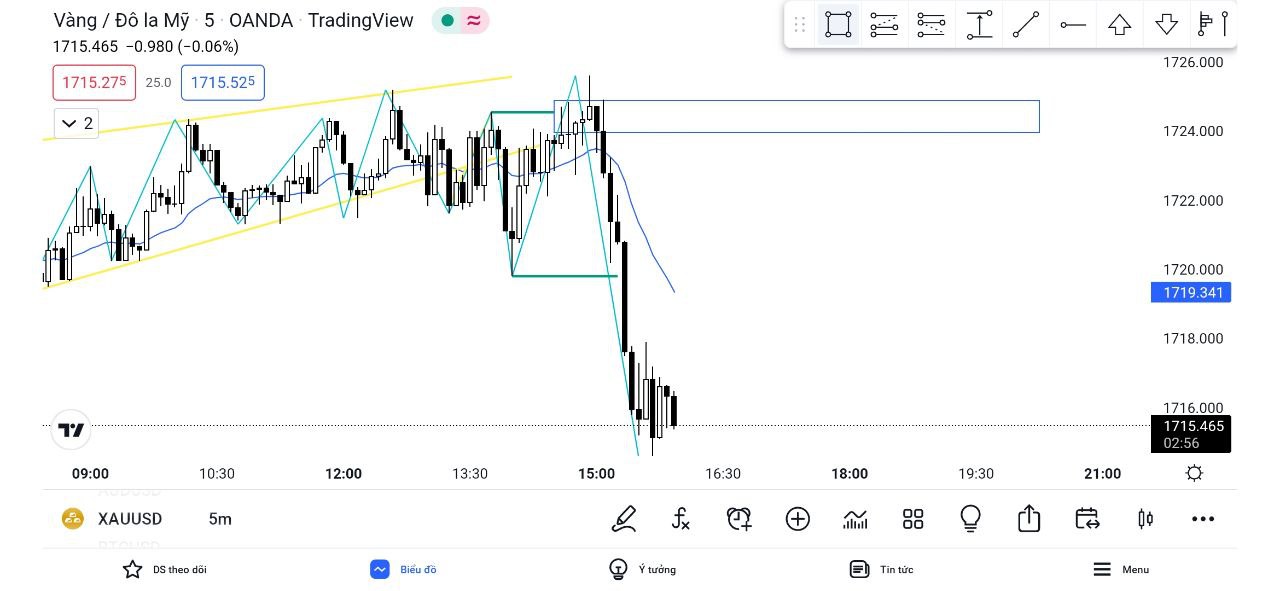 Vàng / Đô la Mỹ · 5 · OANDA · TradingView
1715.465 −0.980 (−0.06%)
1715.275 25.0 1715.525
2
1726.000
1724.000
1722.000
1720.000
1719.341
1718.000
1716.000
1715.465
02:56
09:00 10:30 12:00 13:30 15:00 16:30 18:00 19:30 21:00
XAUUSD 5m
DS theo dõi Biểu đồ Ý tưởng Tin tức Menu